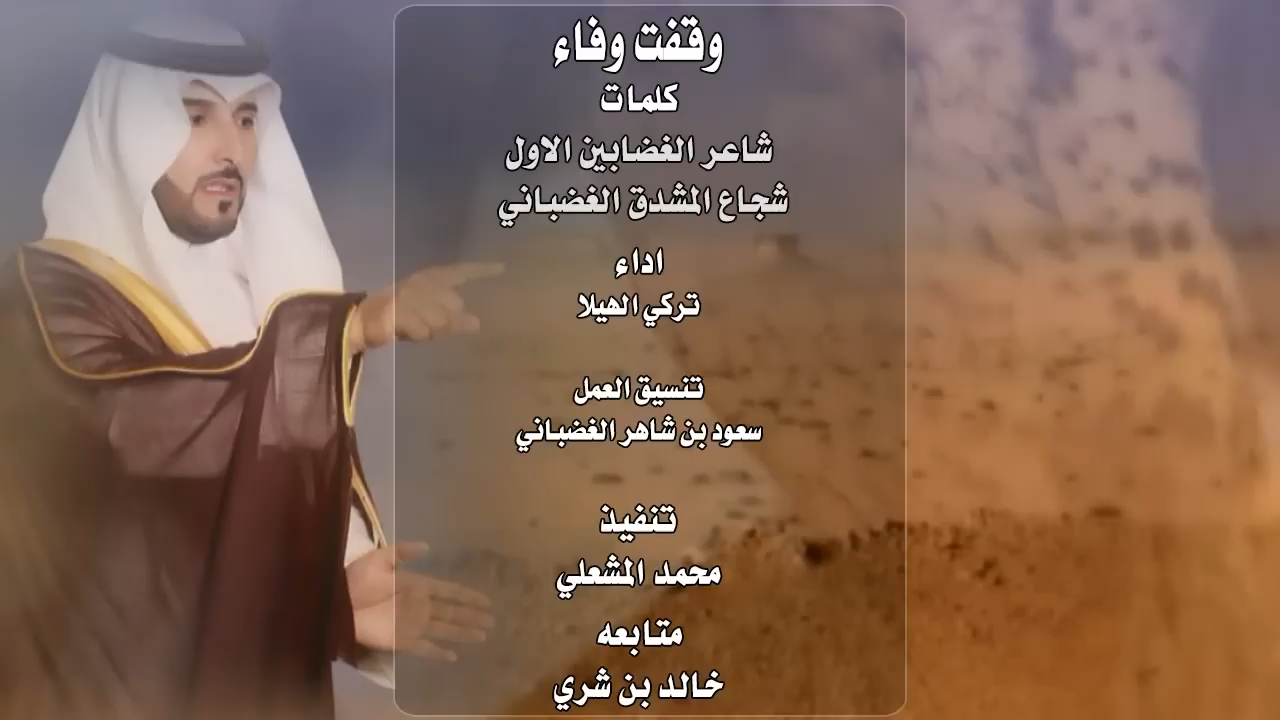 وقفت وفاء
كلمات
شاعر الغضابين الاول
شجاع المشدق الغضباني
اداء
تركي الهيلا
تنسيق العمل
سعود بن شاهر الغضباني
تنفيذ
محمد المشعلي
متابعه
خالد بن شري